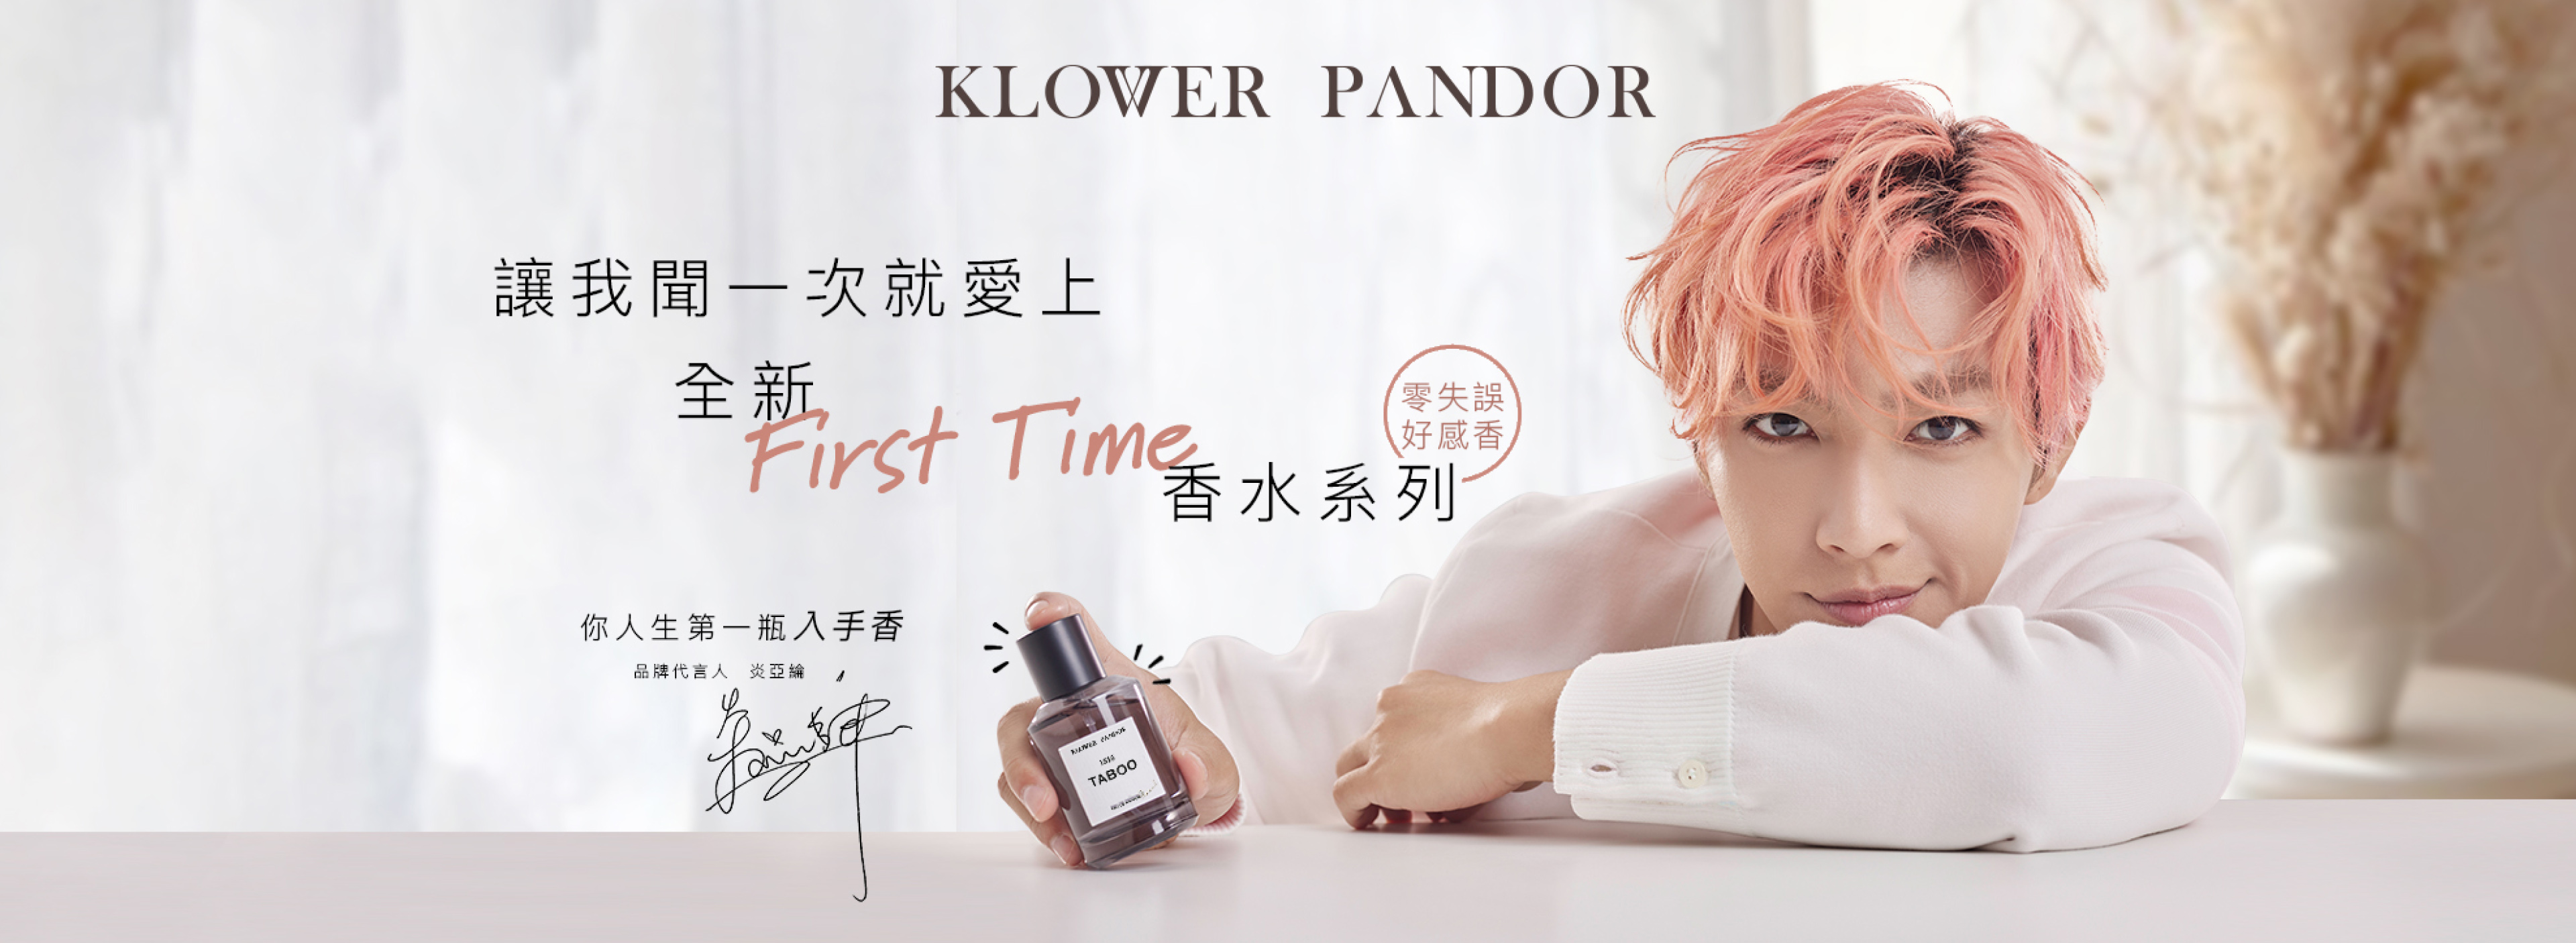 KLOWER PANDOR
讓我聞一次就愛上
全新
First Time
香水系列
零失誤
好感香
你人生第一瓶入手香
品牌代言人 炎亞綸
KLOWER PANDOR
TABOO